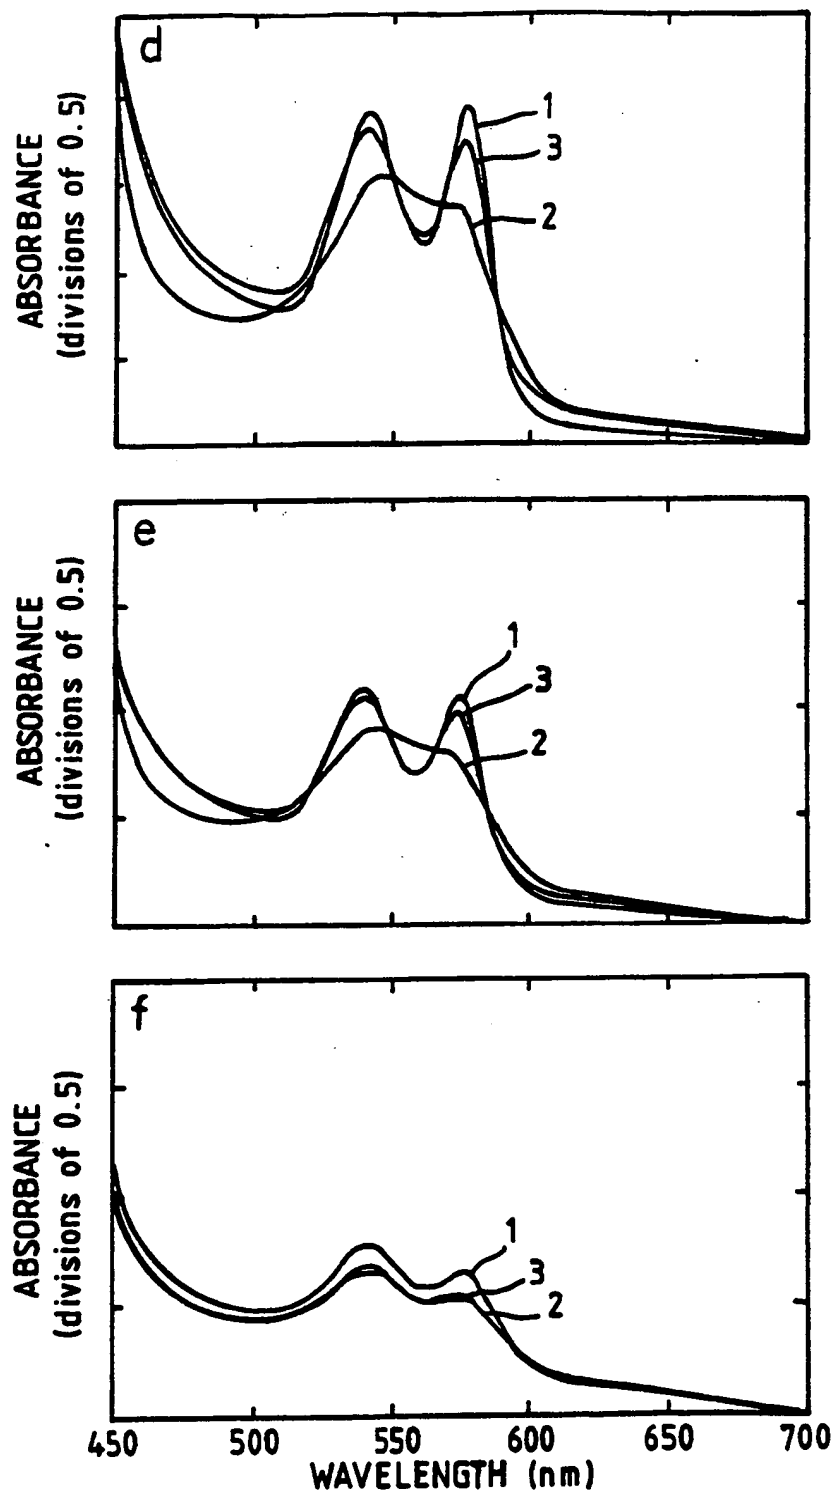 d
ABSORBANCE
(divisions of 0.5)
1
3
2
e
ABSORBANCE
(divisions of 0.5)
1
3
2
f
ABSORBANCE
(divisions of 0.5)
1
3
2
450 500 550 600 650 700
WAVELENGTH (nm)